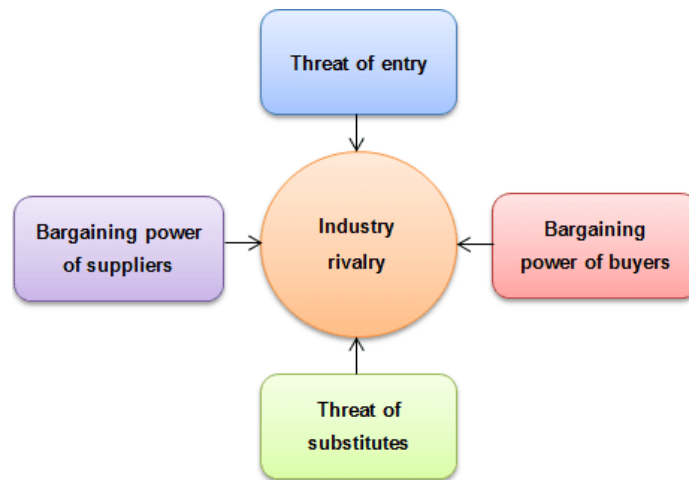 Threat of entry
Bargaining power
of suppliers
Industry
rivalry
Bargaining
power of buyers
Threat of
substitutes